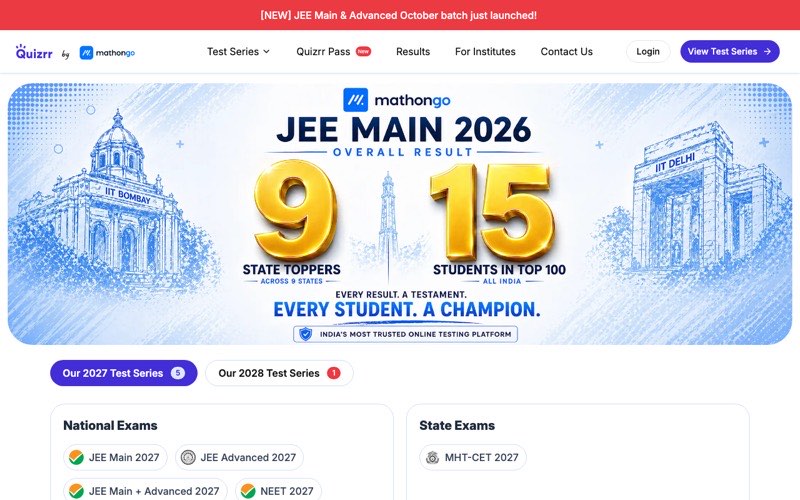 [NEW] JEE Main & Advanced October batch just launched!
Quizrr by mathongo
Test Series
Quizrr Pass New
Results
For Institutes
Contact Us
Login
View Test Series →
mathongo
JEE MAIN 2026
OVERALL RESULT
IIT BOMBAY
IIT DELHI
9
STATE TOPPERS
ACROSS 9 STATES
15
STUDENTS IN TOP 100
ALL INDIA
EVERY RESULT. A TESTAMENT.
EVERY STUDENT. A CHAMPION.
INDIA'S MOST TRUSTED ONLINE TESTING PLATFORM
Our 2027 Test Series 5
Our 2028 Test Series 1
National Exams
JEE Main 2027
JEE Advanced 2027
JEE Main + Advanced 2027
NEET 2027
State Exams
MHT-CET 2027